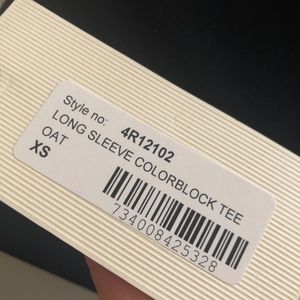 Style no: 4R12102
LONG SLEEVE COLORBLOCK TEE
OAT
XS
734008425328